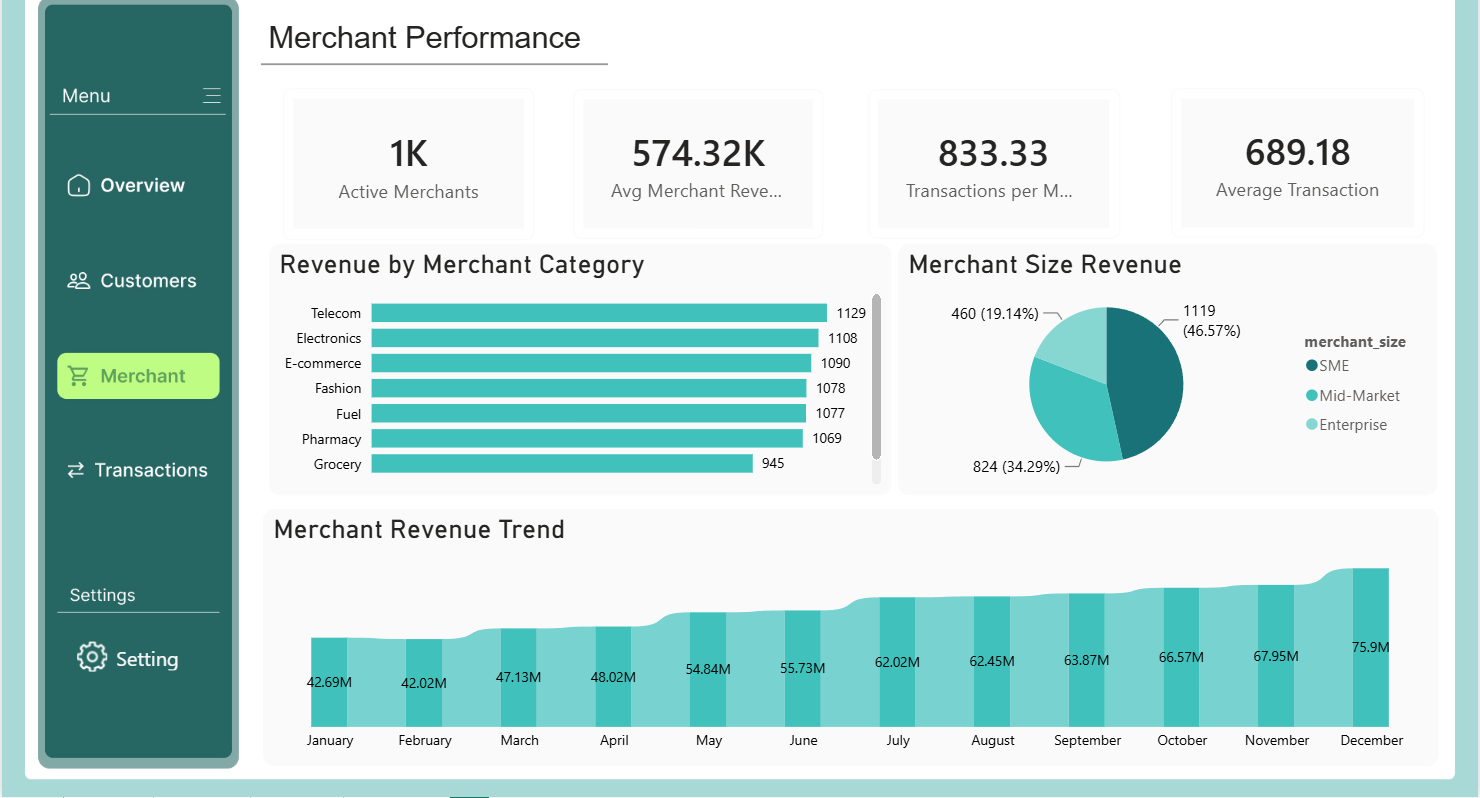 Menu
Overview
Customers
Merchant
Transactions
Settings
Setting
Merchant Performance
1K
Active Merchants
574.32K
Avg Merchant Reve...
833.33
Transactions per M...
689.18
Average Transaction
Revenue by Merchant Category
Telecom 1129
Electronics 1108
E-commerce 1090
Fashion 1078
Fuel 1077
Pharmacy 1069
Grocery 945
Merchant Size Revenue
460 (19.14%)
1119
(46.57%)
824 (34.29%)
merchant_size
SME
Mid-Market
Enterprise
Merchant Revenue Trend
42.69M 42.02M 47.13M 48.02M 54.84M 55.73M 62.02M 62.45M 63.87M 66.57M 67.95M 75.9M
January February March April May June July August September October November December